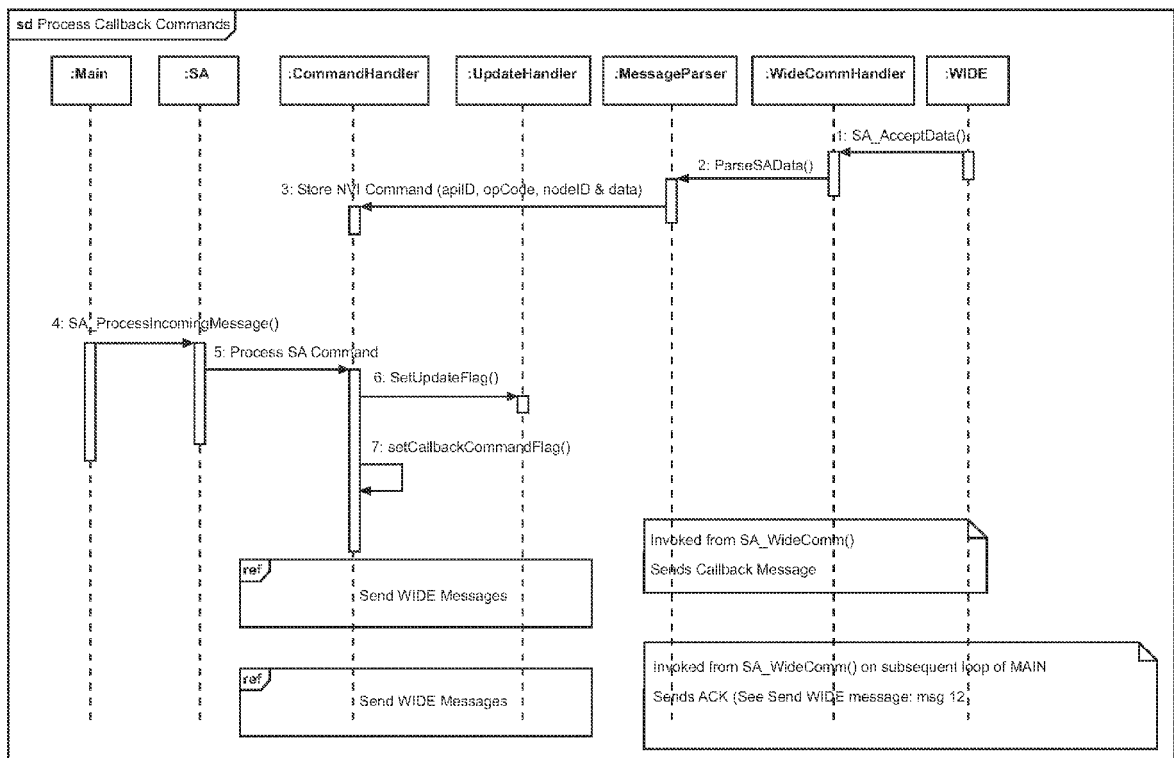 sd Process Callback Commands
:Main
:SA
:CommandHandler
:UpdateHandler
:MessageParser
:WideCommHandler
:WIDE
1: SA_AcceptData()
2: ParseSAData()
3: Store NVI Command (apiID, opCode, nodeID & data)
4: SA_ProcessIncomingMessage()
5: Process SA Command
6: SetUpdateFlag()
7: setCallbackCommandFlag()
Invoked from SA_WideComm()
Sends Callback Message
ref
Send WIDE Messages
Invoked from SA_WideComm() on subsequent loop of MAIN
Sends ACK (See Send WIDE message: msg 12
ref
Send WIDE Messages